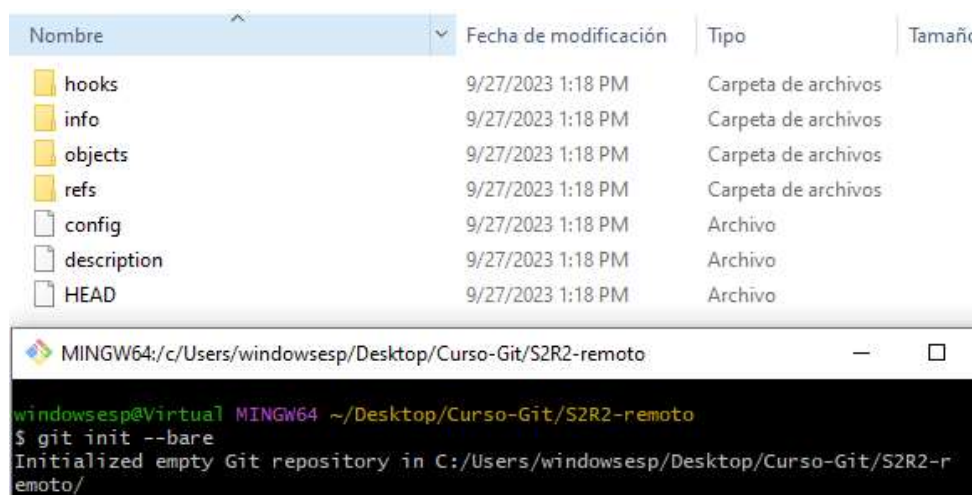 Nombre Fecha de modificación Tipo Tamaño
hooks 9/27/2023 1:18 PM Carpeta de archivos
info 9/27/2023 1:18 PM Carpeta de archivos
objects 9/27/2023 1:18 PM Carpeta de archivos
refs 9/27/2023 1:18 PM Carpeta de archivos
config 9/27/2023 1:18 PM Archivo
description 9/27/2023 1:18 PM Archivo
HEAD 9/27/2023 1:18 PM Archivo
MINGW64:/c/Users/windowsesp/Desktop/Curso-Git/S2R2-remoto
windowsesp@Virtual MINGW64 ~/Desktop/Curso-Git/S2R2-remoto
$ git init --bare
Initialized empty Git repository in C:/Users/windowsesp/Desktop/Curso-Git/S2R2-r
emoto/